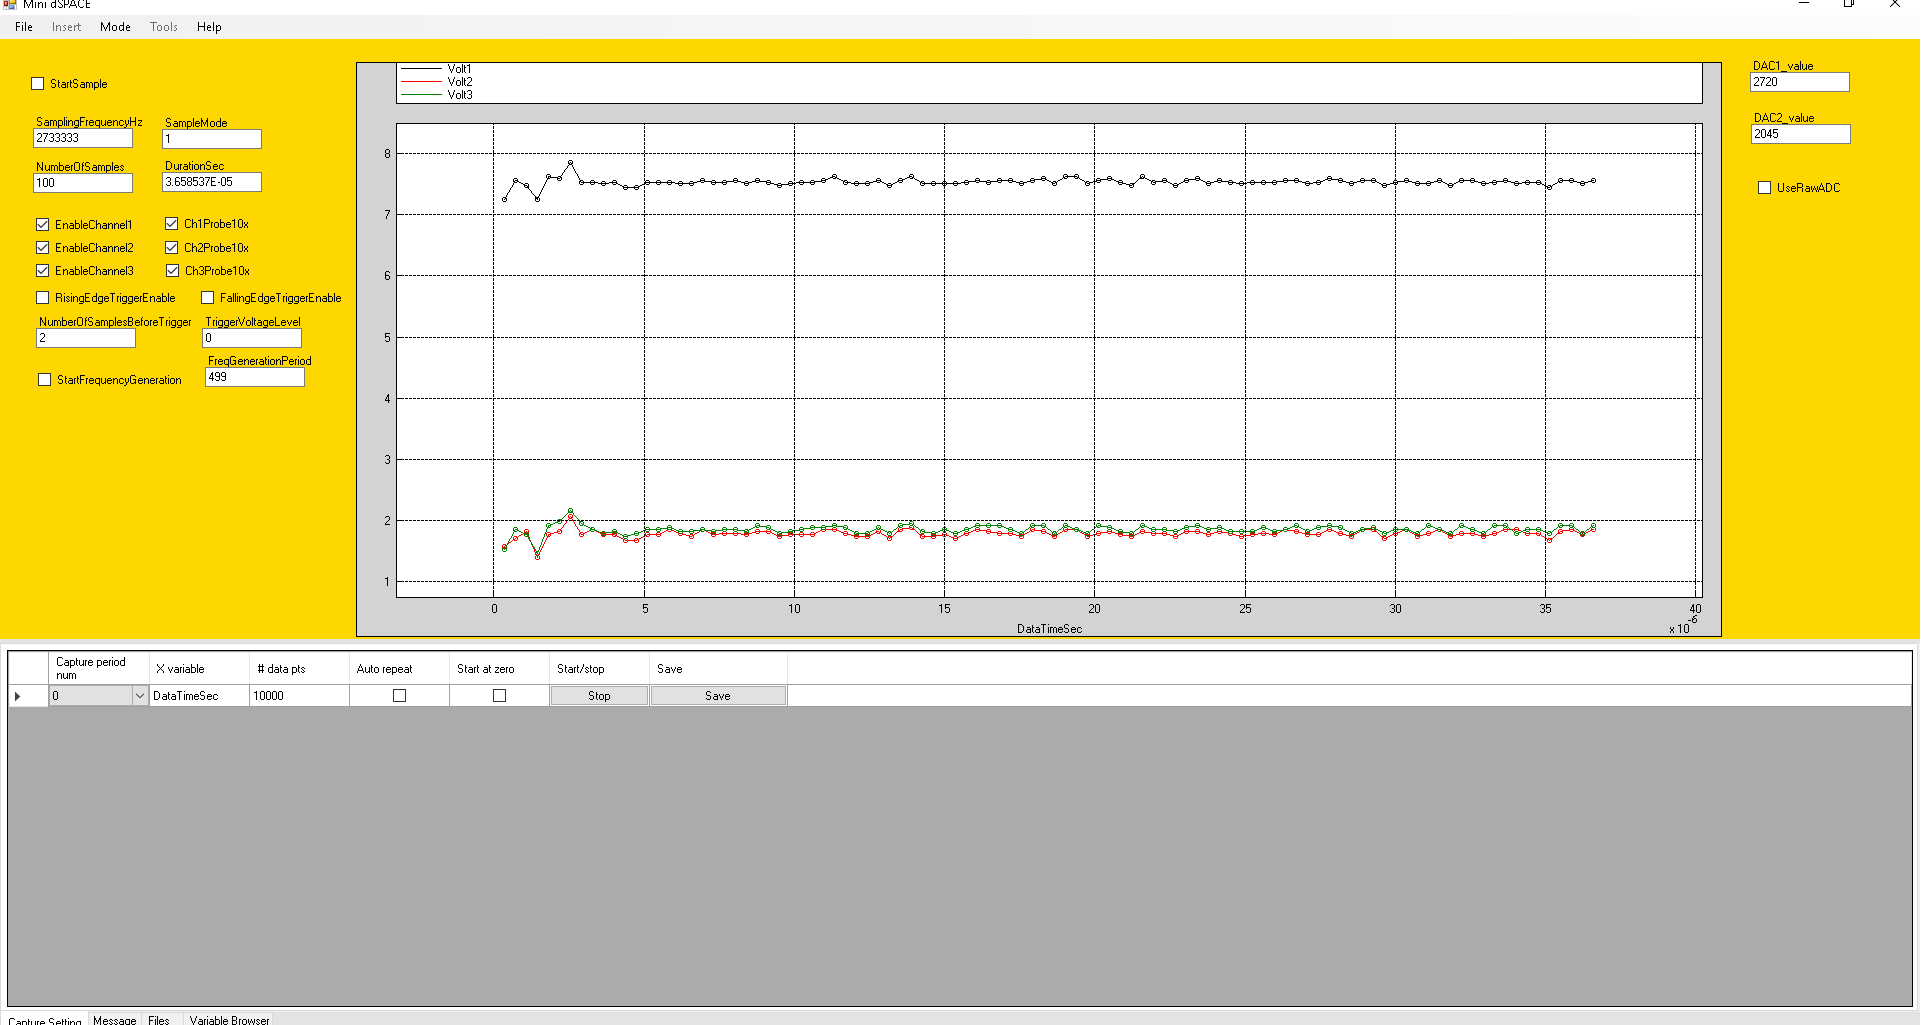 Mini dSPACE
File Insert Mode Tools Help
StartSample
SamplingFrequencyHz SampleMode
2733333 1
NumberOfSamples DurationSec
100 3.658537E-05
EnableChannel1 Ch1Probe10x
EnableChannel2 Ch2Probe10x
EnableChannel3 Ch3Probe10x
RisingEdgeTriggerEnable FallingEdgeTriggerEnable
NumberOfSamplesBeforeTrigger TriggerVoltageLevel
2 0
FreqGenerationPeriod
StartFrequencyGeneration 499
Volt1
Volt2
Volt3
8
7
6
5
4
3
2
1
0 5 10 15 20 25 30 35 40
DataTimeSec x 10 -6
DAC1_value
2720
DAC2_value
2045
UseRawADC
Capture period num X variable # data pts Auto repeat Start at zero Start/stop Save
0 DataTimeSec 10000 Stop Save
Capture Setting Message Files Variable Browser